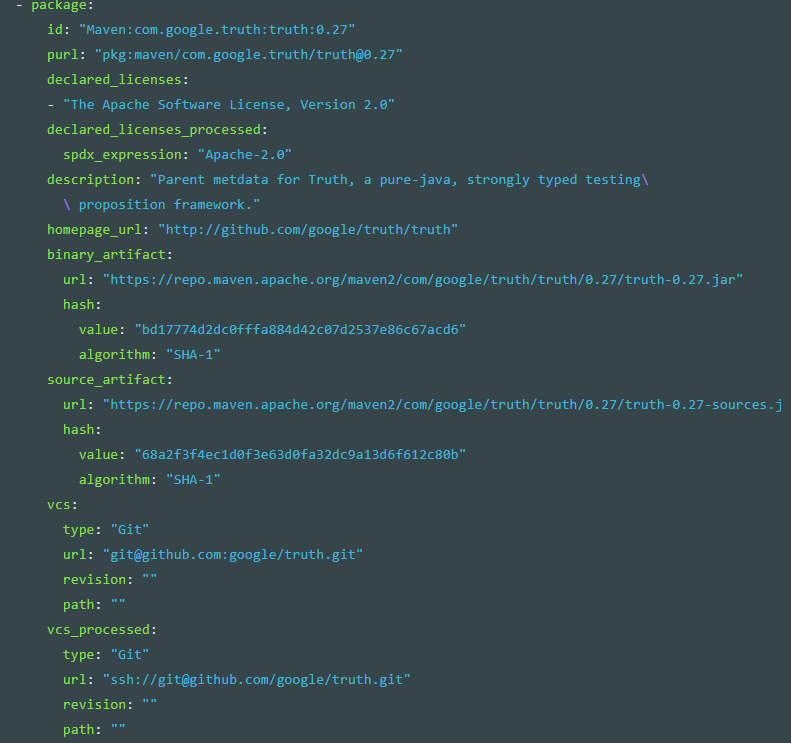 - package:
id: "Maven:com.google.truth:truth:0.27"
purl: "pkg:maven/com.google.truth/truth@0.27"
declared_licenses:
- "The Apache Software License, Version 2.0"
declared_licenses_processed:
spdx_expression: "Apache-2.0"
description: "Parent metdata for Truth, a pure-java, strongly typed testing\
\ proposition framework."
homepage_url: "http://github.com/google/truth/truth"
binary_artifact:
url: "https://repo.maven.apache.org/maven2/com/google/truth/truth/0.27/truth-0.27.jar"
hash:
value: "bd17774d2dc0fffa884d42c07d2537e86c67acd6"
algorithm: "SHA-1"
source_artifact:
url: "https://repo.maven.apache.org/maven2/com/google/truth/truth/0.27/truth-0.27-sources.j
hash:
value: "68a2f3f4ec1d0f3e63d0fa32dc9a13d6f612c80b"
algorithm: "SHA-1"
vcs:
type: "Git"
url: "git@github.com:google/truth.git"
revision: ""
path: ""
vcs_processed:
type: "Git"
url: "ssh://git@github.com/google/truth.git"
revision: ""
path: ""